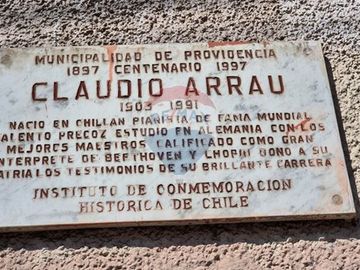 MUNICIPALIDAD DE PROVIDENCIA
1897 CENTENARIO 1997
CLAUDIO ARRAU
1903 1991
NACIO EN CHILLAN PIANISTA DE FAMA MUNDIAL
TALENTO PRECOZ ESTUDIO EN ALEMANIA CON LOS
MEJORES MAESTROS CALIFICADO COMO GRAN
INTERPRETE DE BEETHOVEN Y CHOPIN DONO A SU
PATRIA LOS TESTIMONIOS DE SU BRILLANTE CARRERA
INSTITUTO DE CONMEMORACION
HISTORICA DE CHILE